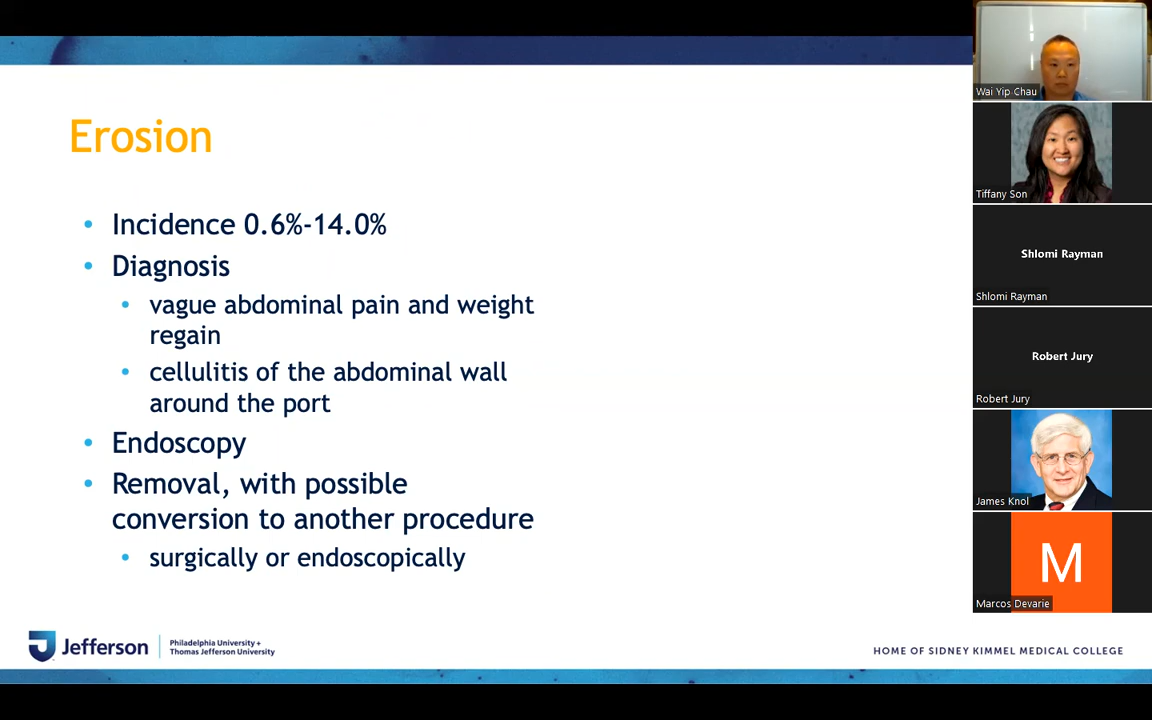 Erosion
• Incidence 0.6%-14.0%
• Diagnosis
• vague abdominal pain and weight
regain
• cellulitis of the abdominal wall
around the port
• Endoscopy
• Removal, with possible
conversion to another procedure
• surgically or endoscopically
Jefferson
Philadelphia University +
Thomas Jefferson University
HOME OF SIDNEY KIMMEL MEDICAL COLLEGE
Wai Yip Chau
Tiffany Son
Shlomi Rayman
Shlomi Rayman
Robert Jury
Robert Jury
James Knol
M
Marcos Devarie